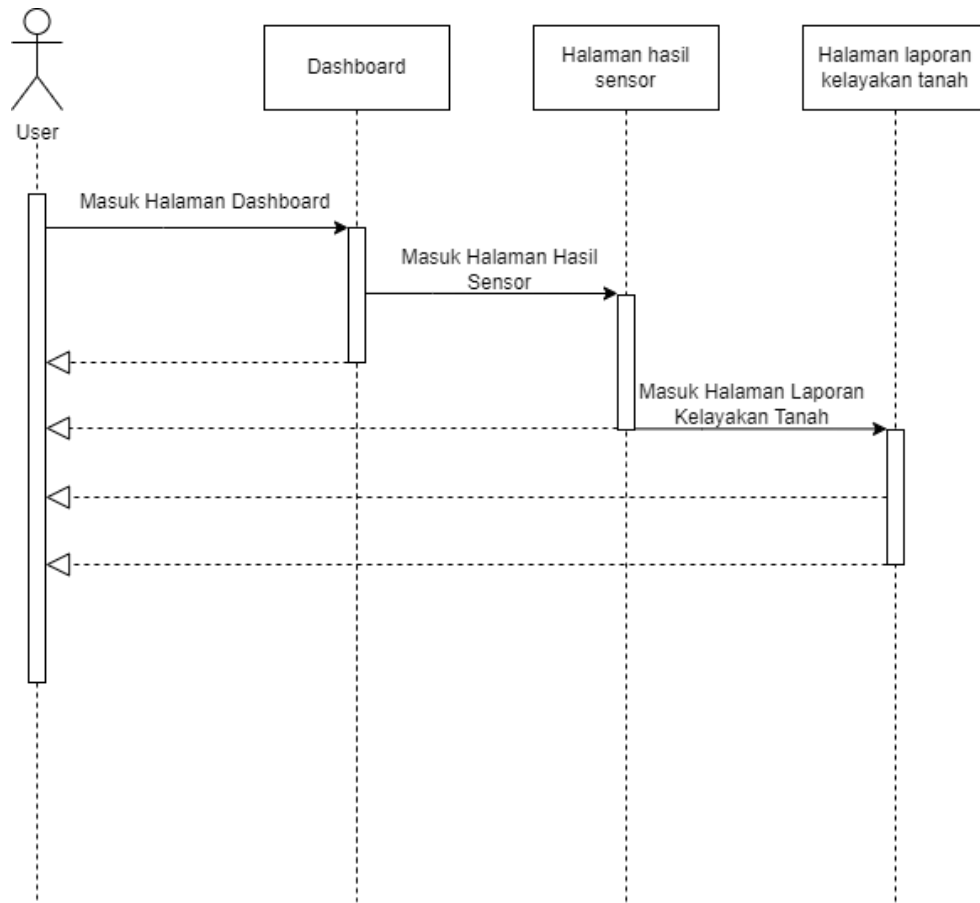 User
Dashboard
Halaman hasil
sensor
Halaman laporan
kelayakan tanah
Masuk Halaman Dashboard
Masuk Halaman Hasil
Sensor
Masuk Halaman Laporan
Kelayakan Tanah